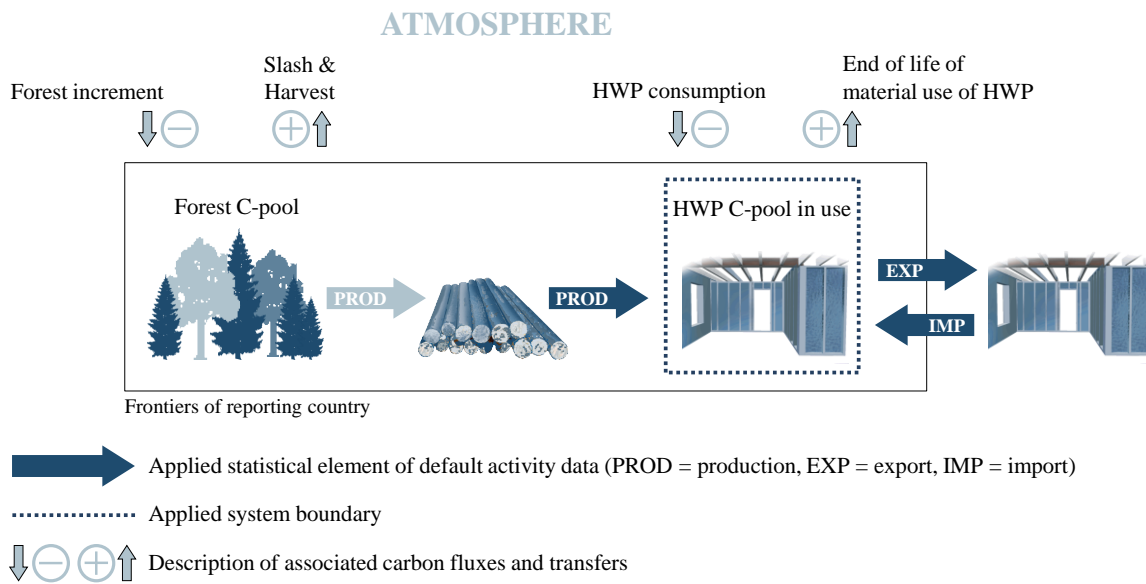 ATMOSPHERE
Forest increment
Slash &
Harvest
HWP consumption
End of life of
material use of HWP
Forest C-pool
HWP C-pool in use
PROD
PROD
EXP
IMP
Frontiers of reporting country
Applied statistical element of default activity data (PROD = production, EXP = export, IMP = import)
Applied system boundary
Description of associated carbon fluxes and transfers